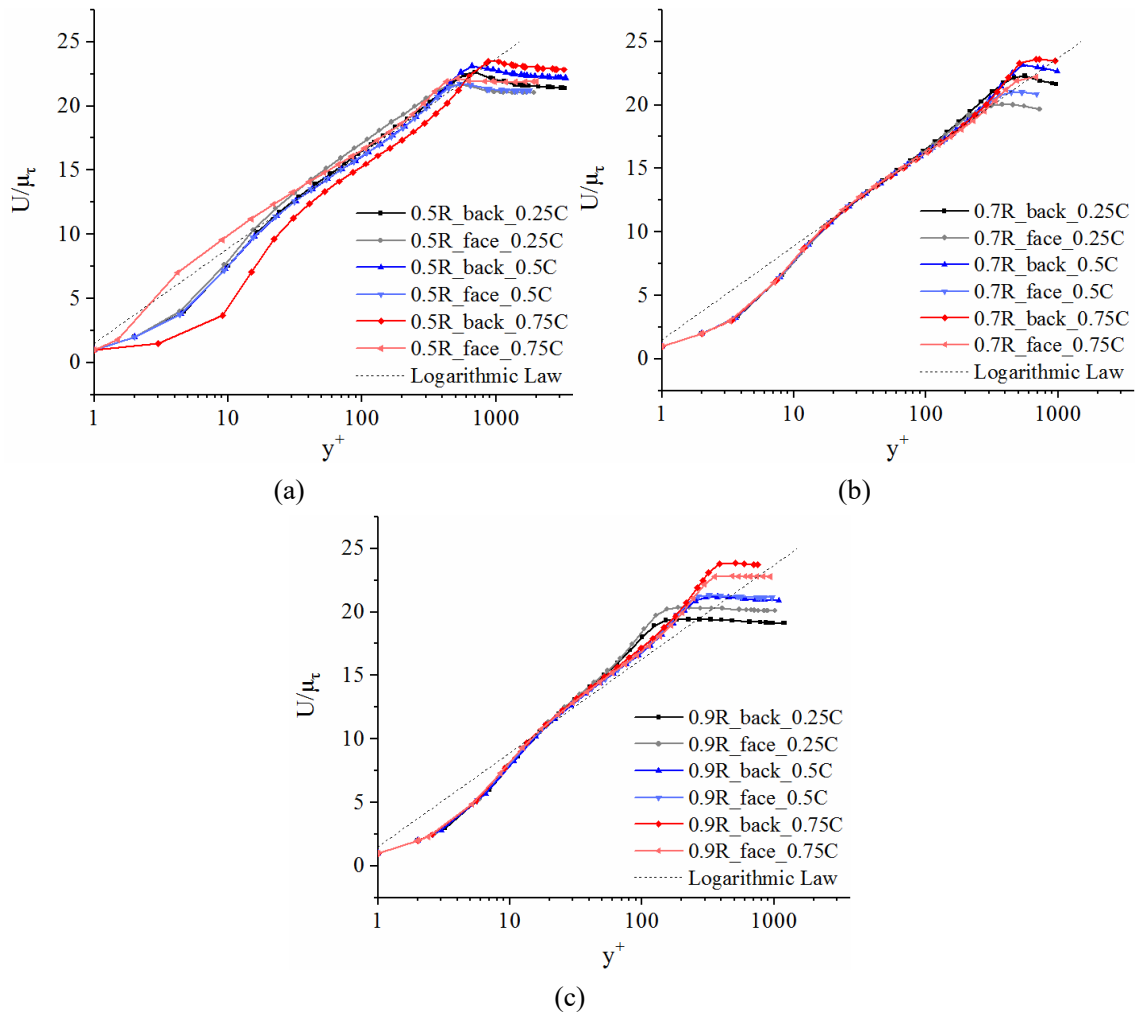 25
20
15
10
5
0
U/μτ
0.5R_back_0.25C
0.5R_face_0.25C
0.5R_back_0.5C
0.5R_face_0.5C
0.5R_back_0.75C
0.5R_face_0.75C
Logarithmic Law
1 10 100 1000
y+
(a)
25
20
15
10
5
0
U/μτ
0.7R_back_0.25C
0.7R_face_0.25C
0.7R_back_0.5C
0.7R_face_0.5C
0.7R_back_0.75C
0.7R_face_0.75C
Logarithmic Law
1 10 100 1000
y+
(b)
25
20
15
10
5
0
U/μτ
0.9R_back_0.25C
0.9R_face_0.25C
0.9R_back_0.5C
0.9R_face_0.5C
0.9R_back_0.75C
0.9R_face_0.75C
Logarithmic Law
1 10 100 1000
y+
(c)